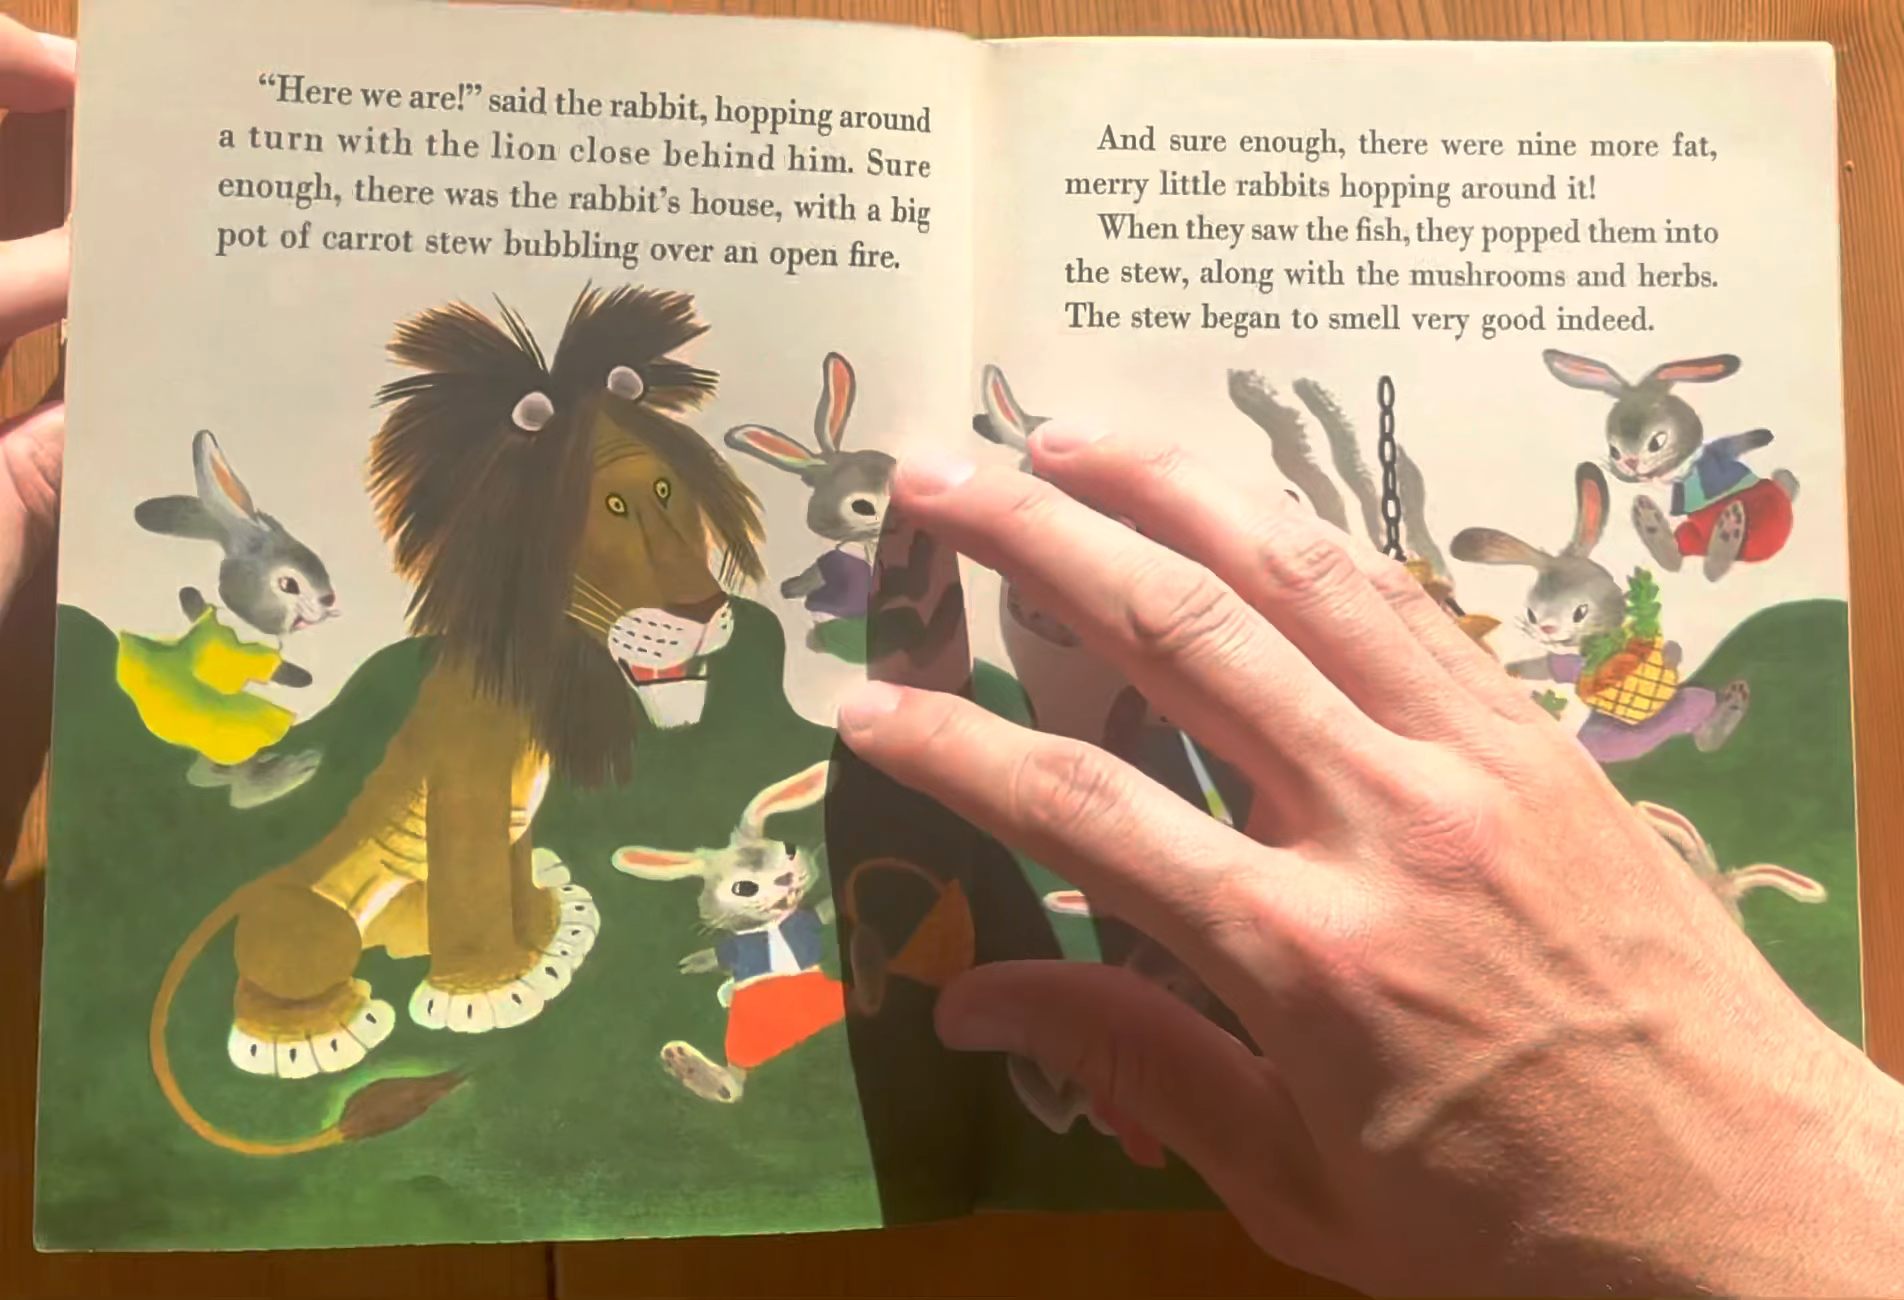 “Here we are!” said the rabbit, hopping around
a turn with the lion close behind him. Sure
enough, there was the rabbit’s house, with a big
pot of carrot stew bubbling over an open fire.
And sure enough, there were nine more fat,
merry little rabbits hopping around it!
When they saw the fish, they popped them into
the stew, along with the mushrooms and herbs.
The stew began to smell very good indeed.